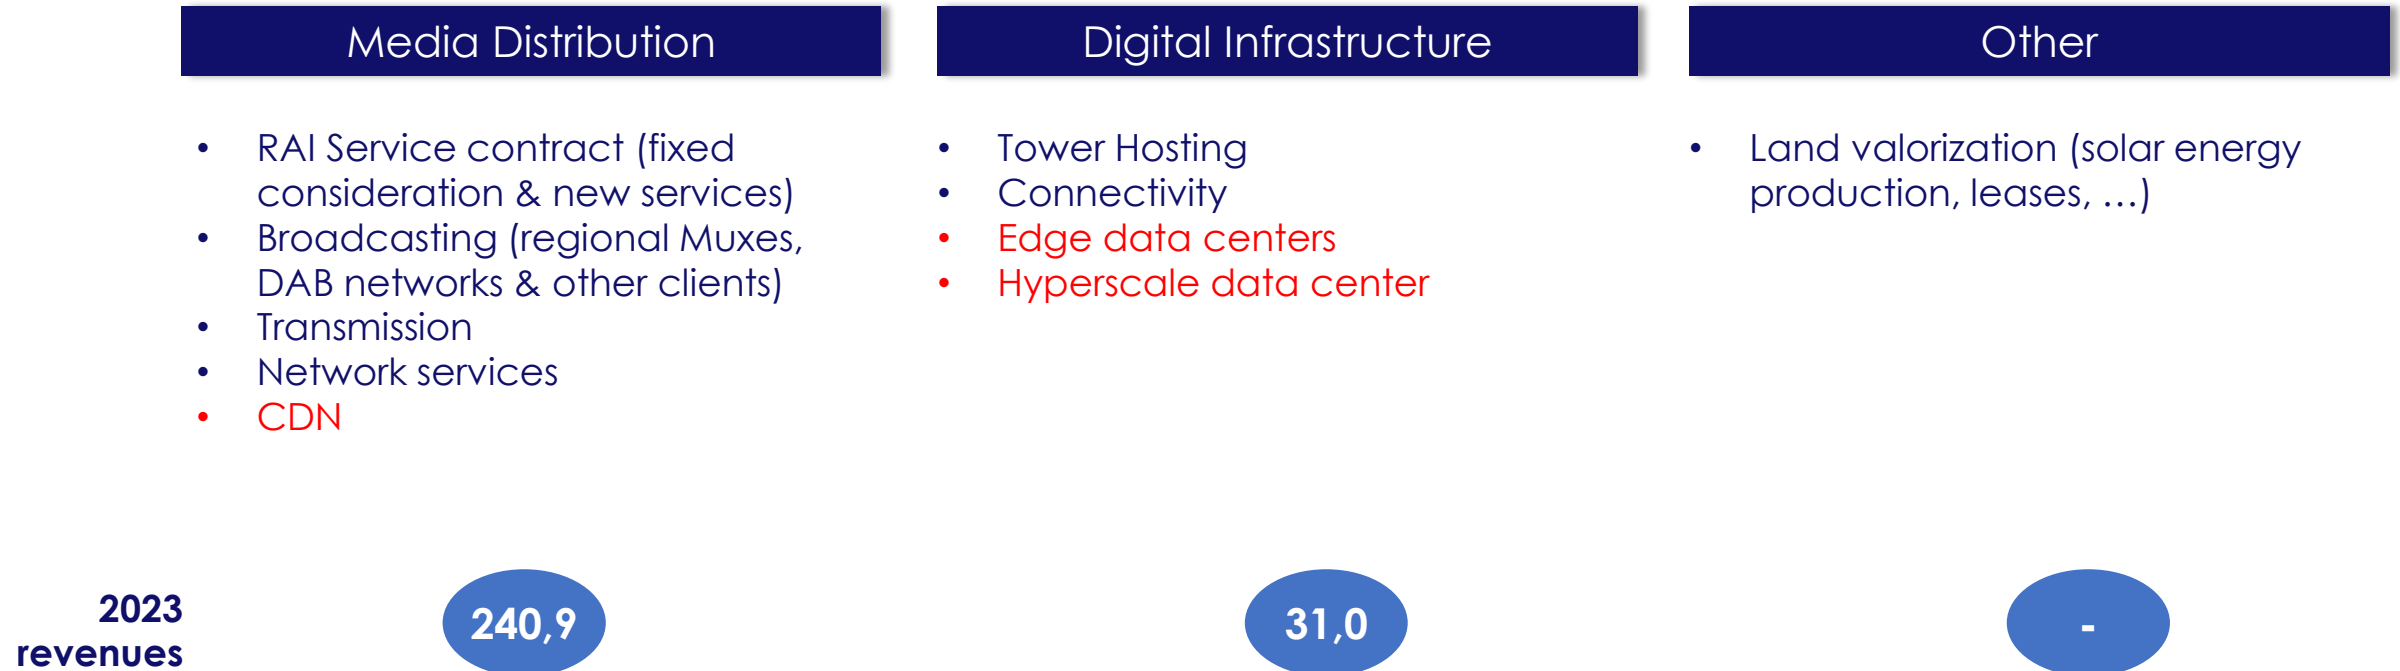 Media Distribution
• RAI Service contract (fixed
consideration & new services)
• Broadcasting (regional Muxes,
DAB networks & other clients)
• Transmission
• Network services
• CDN
Digital Infrastructure
• Tower Hosting
• Connectivity
• Edge data centers
• Hyperscale data center
Other
• Land valorization (solar energy
production, leases, …)
2023
revenues
240,9
31,0
-